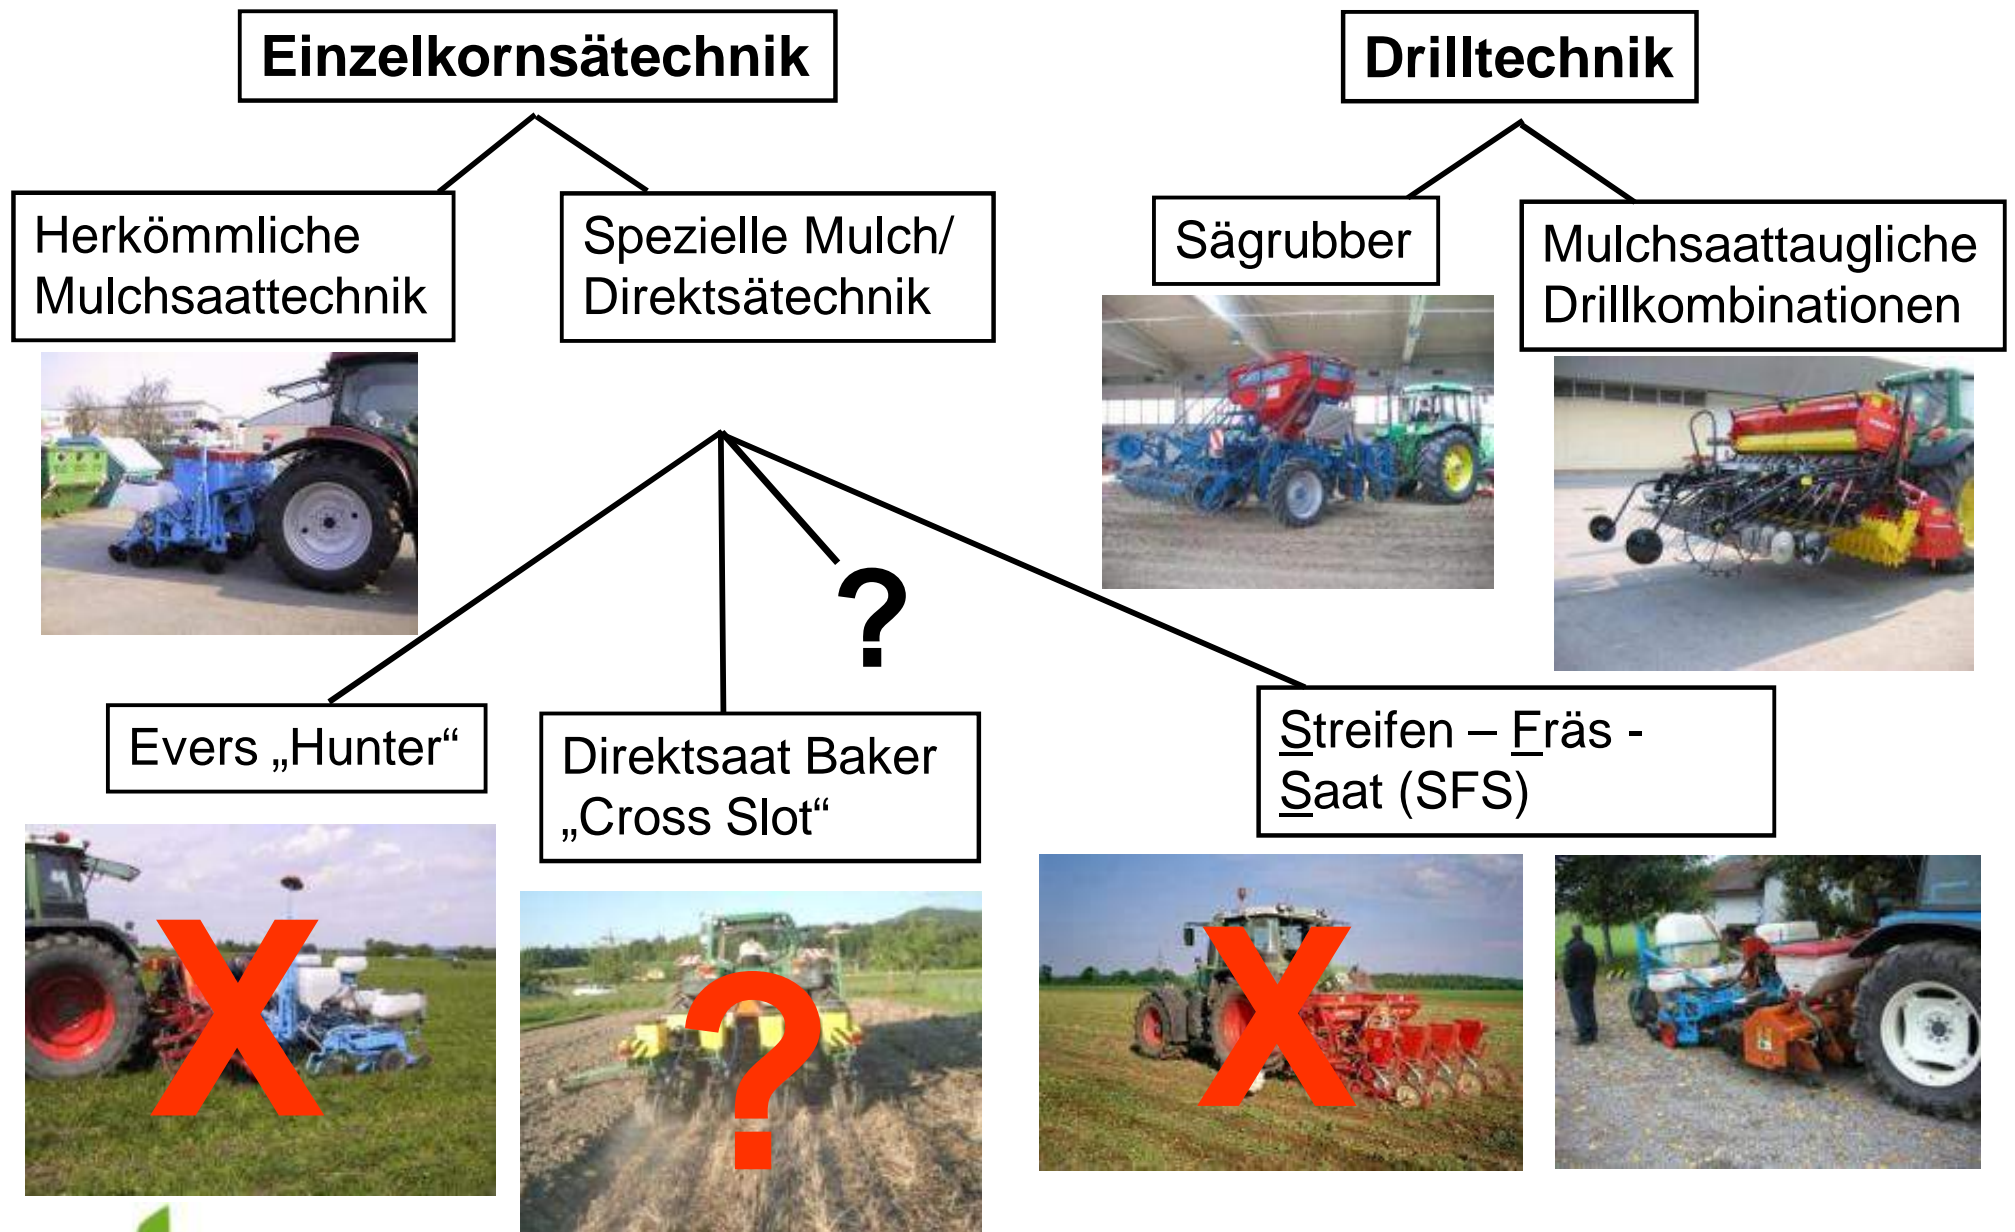 Einzelkornsätechnik
Drilltechnik
Herkömmliche
Mulchsaattechnik
Spezielle Mulch/
Direktsätechnik
Sägrubber
Mulchsaattaugliche
Drillkombinationen
?
Evers „Hunter“
Direktsaat Baker
„Cross Slot“
Streifen – Fräs -
Saat (SFS)
X
?
X